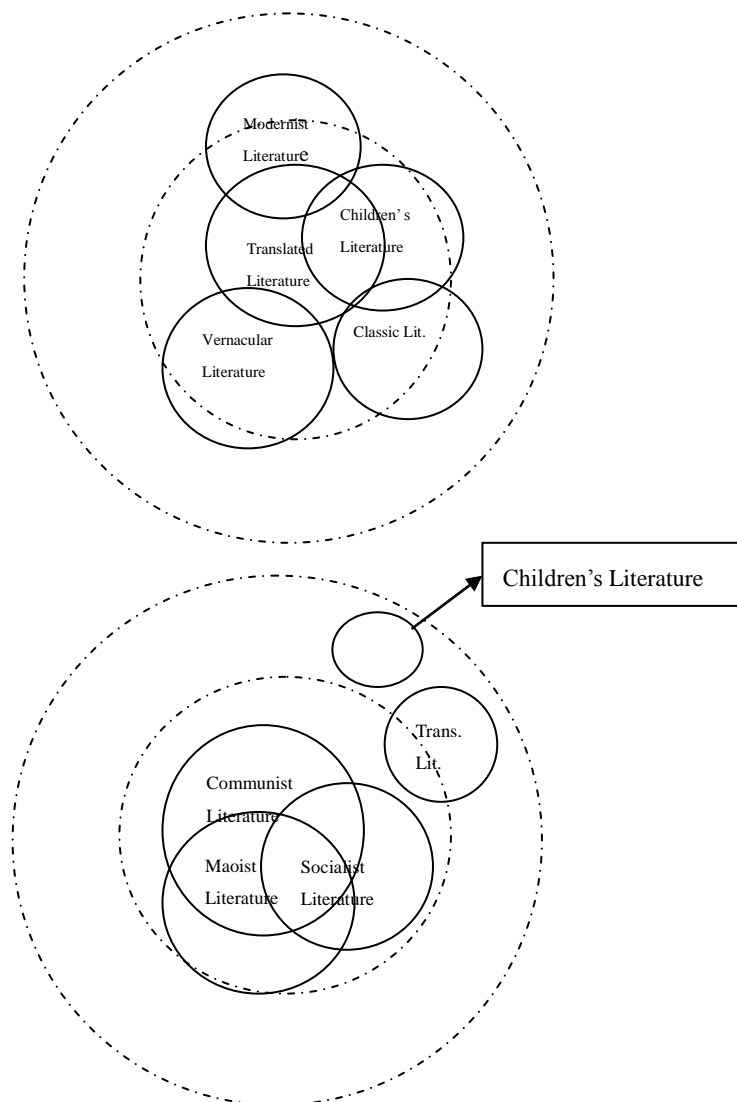 Modernist
Literature
Children's
Literature
Translated
Literature
Classic Lit.
Vernacular
Literature
Children's Literature
Trans.
Lit.
Communist
Literature
Maoist
Literature
Socialist
Literature